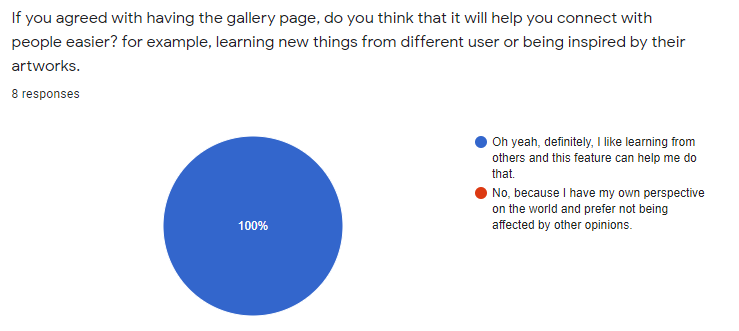 If you agreed with having the gallery page, do you think that it will help you connect with
people easier? for example, learning new things from different user or being inspired by their
artworks.
8 responses
100%
Oh yeah, definitely, I like learning from
others and this feature can help me do
that.
No, because I have my own perspective
on the world and prefer not being
affected by other opinions.